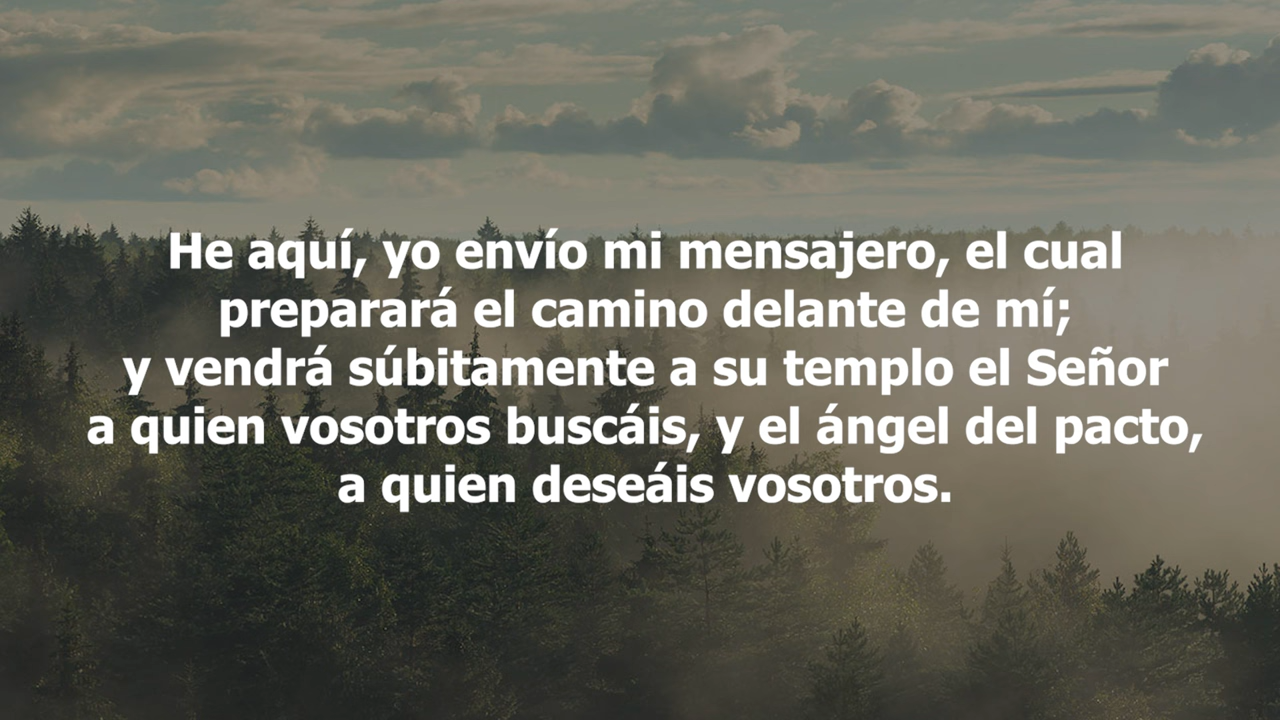 He aquí, yo envío mi mensajero, el cual
preparará el camino delante de mí;
y vendrá súbitamente a su templo el Señor
a quien vosotros buscáis, y el ángel del pacto,
a quien deseáis vosotros.